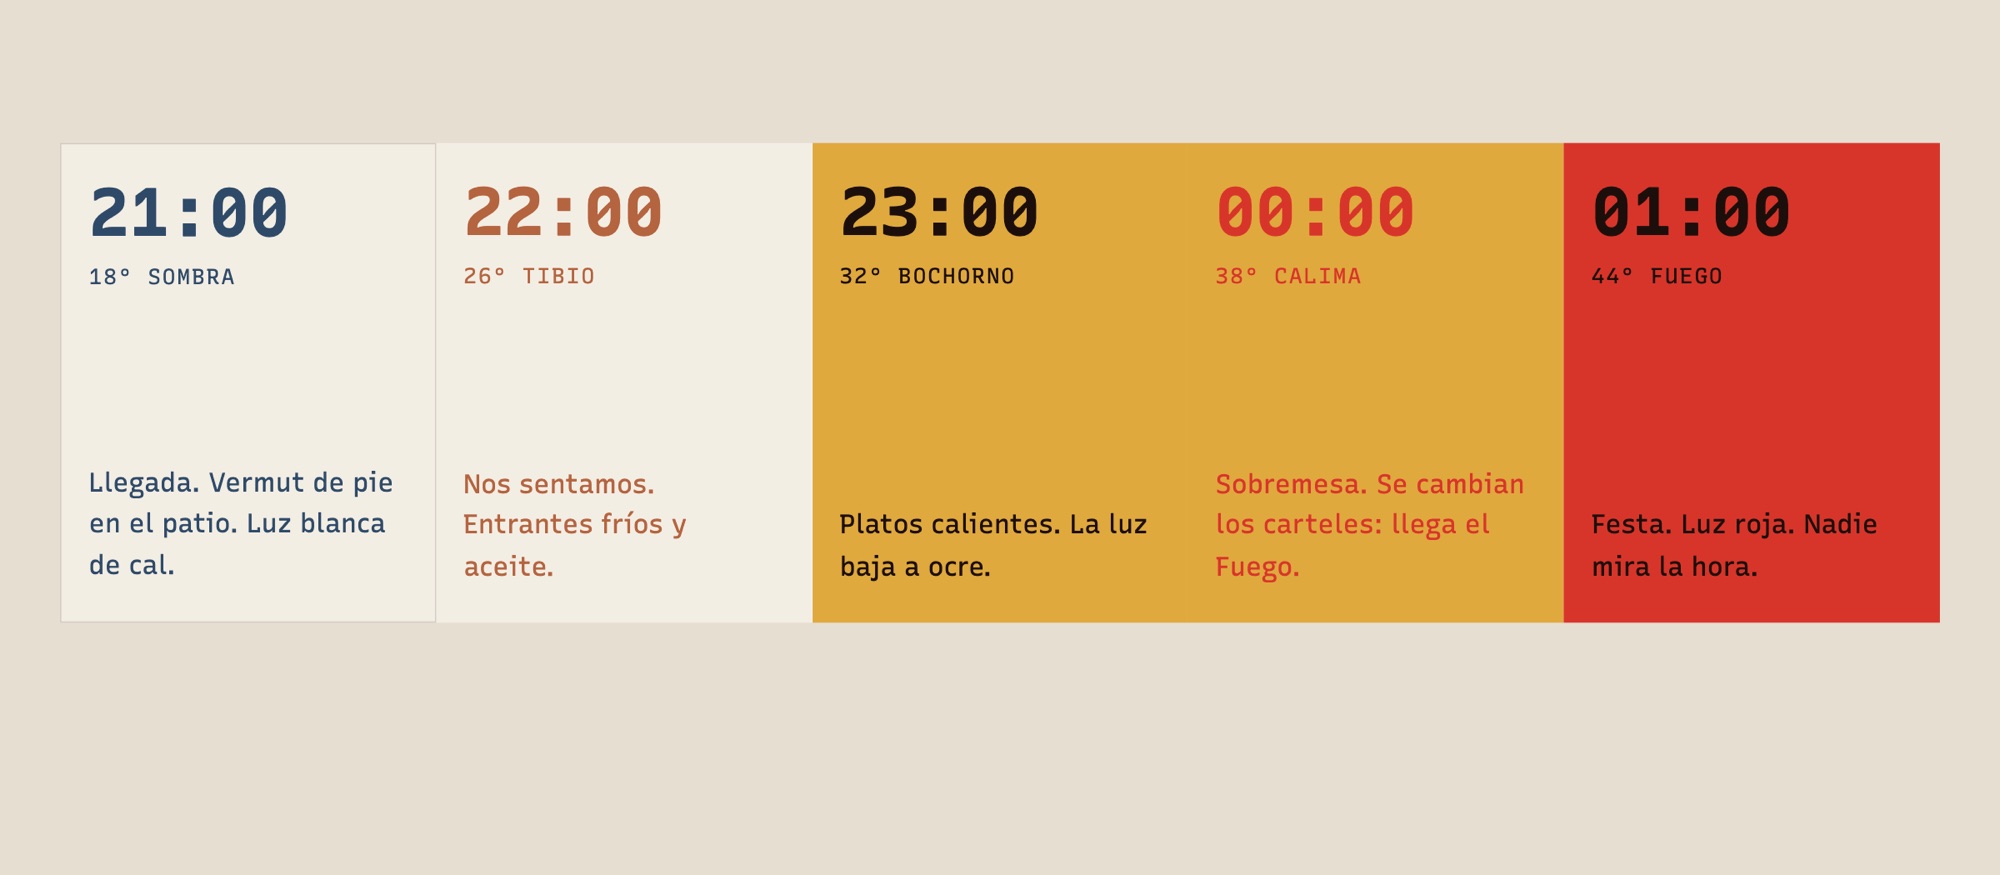 21:00
18° SOMBRA
Llegada. Vermut de pie
en el patio. Luz blanca
de cal.
22:00
26° TIBIO
Nos sentamos.
Entrantes fríos y
aceite.
23:00
32° BOCHORNO
Platos calientes. La luz
baja a ocre.
00:00
38° CALIMA
Sobremesa. Se cambian
los carteles: llega el
Fuego.
01:00
44° FUEGO
Festa. Luz roja. Nadie
mira la hora.